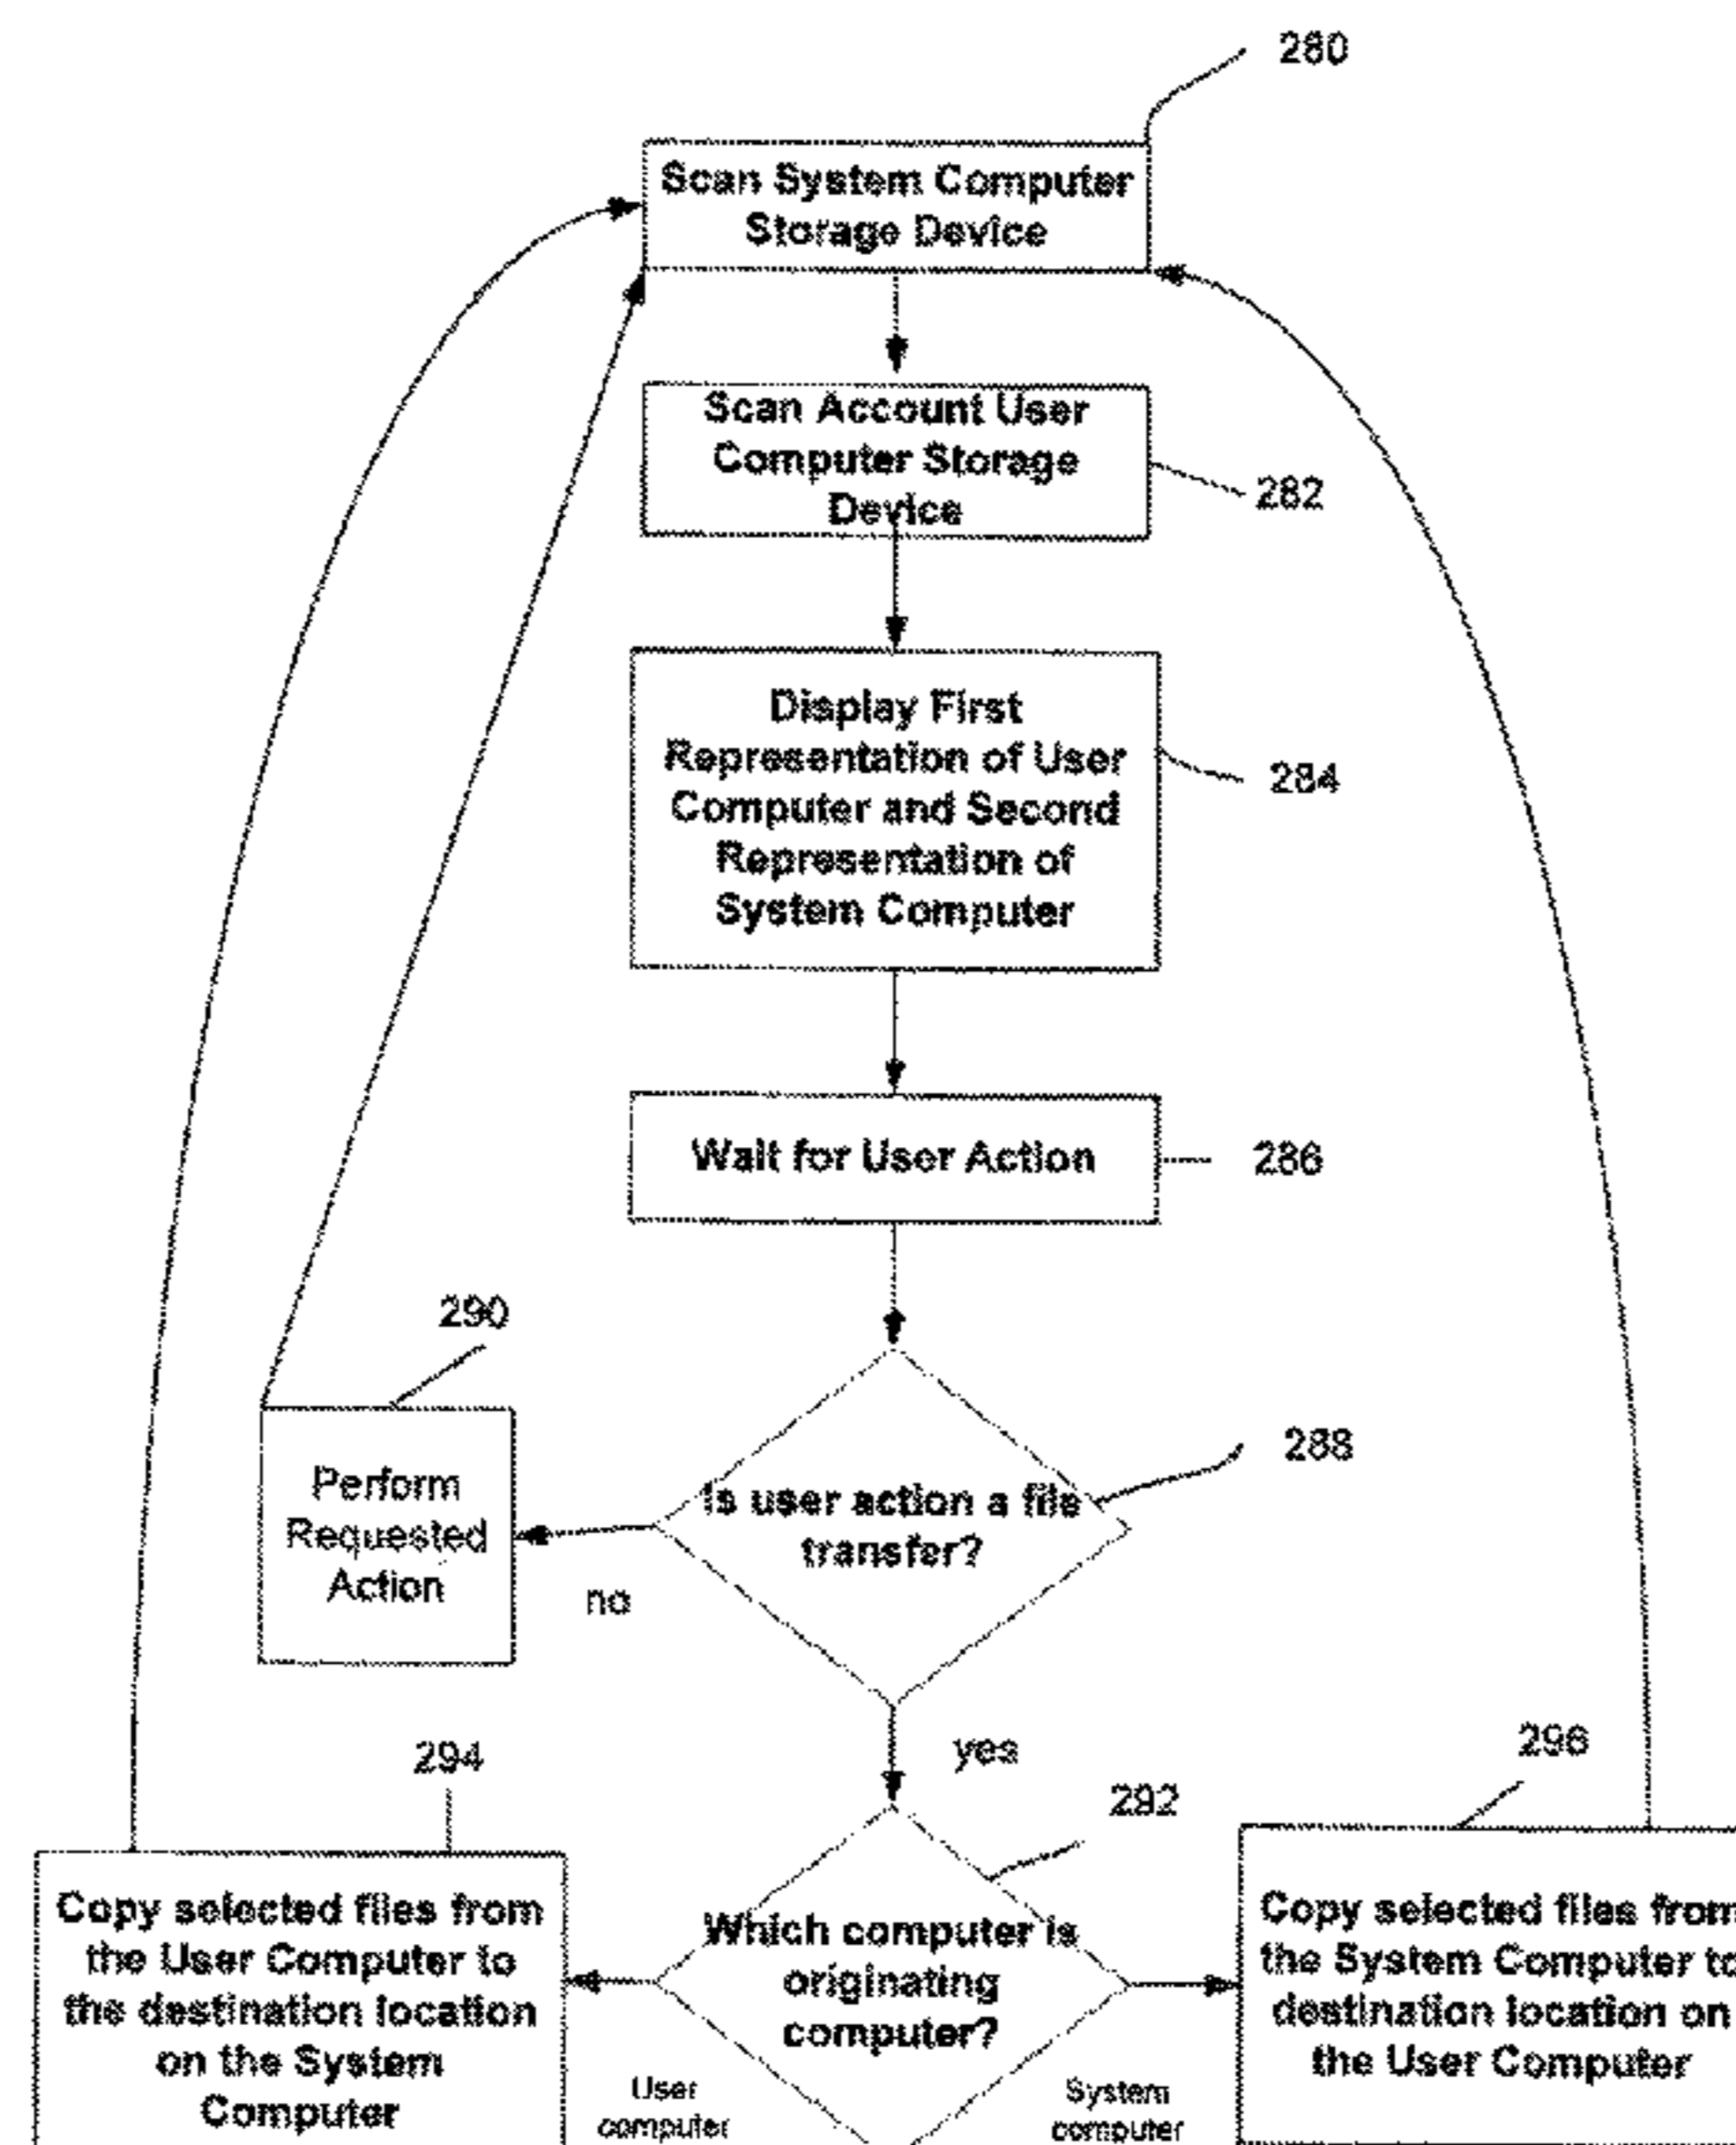 280
Scan System Computer
Storage Device
Scan Account User
Computer Storage
Device
282
Display First
Representation of User
Computer and Second
Representation of
System Computer
284
Wait for User Action
286
290
288
Perform
Requested
Action
Is user action a file
transfer?
no
yes
294
292
296
Copy selected files from
the User Computer to
the destination location
on the System
Computer
Which computer is
originating
computer?
User
computer
System
computer
Copy selected files from
the System Computer to
destination location on
the User Computer